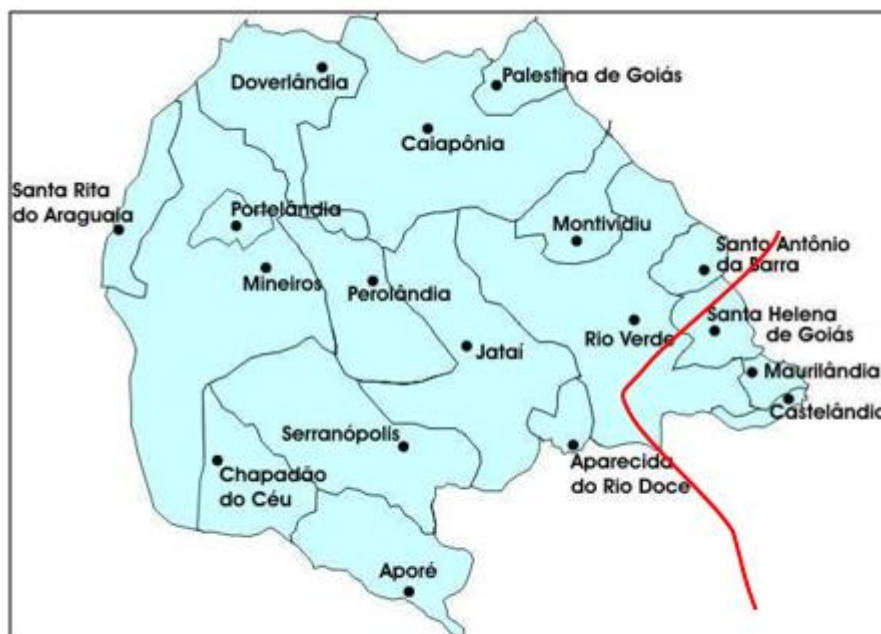 Doverlândia
Palestina de Goiás
Caiapônia
Santa Rita
do Araguaia
Portelândia
Montividiu
Santo Antônio
da Barra
Mineiros
Perolândia
Santa Helena
de Goiás
Rio Verde
Jataí
Maurilândia
Castelândia
Serranópolis
Chapadão
do Céu
Aparecida
do Rio Doce
Aporé